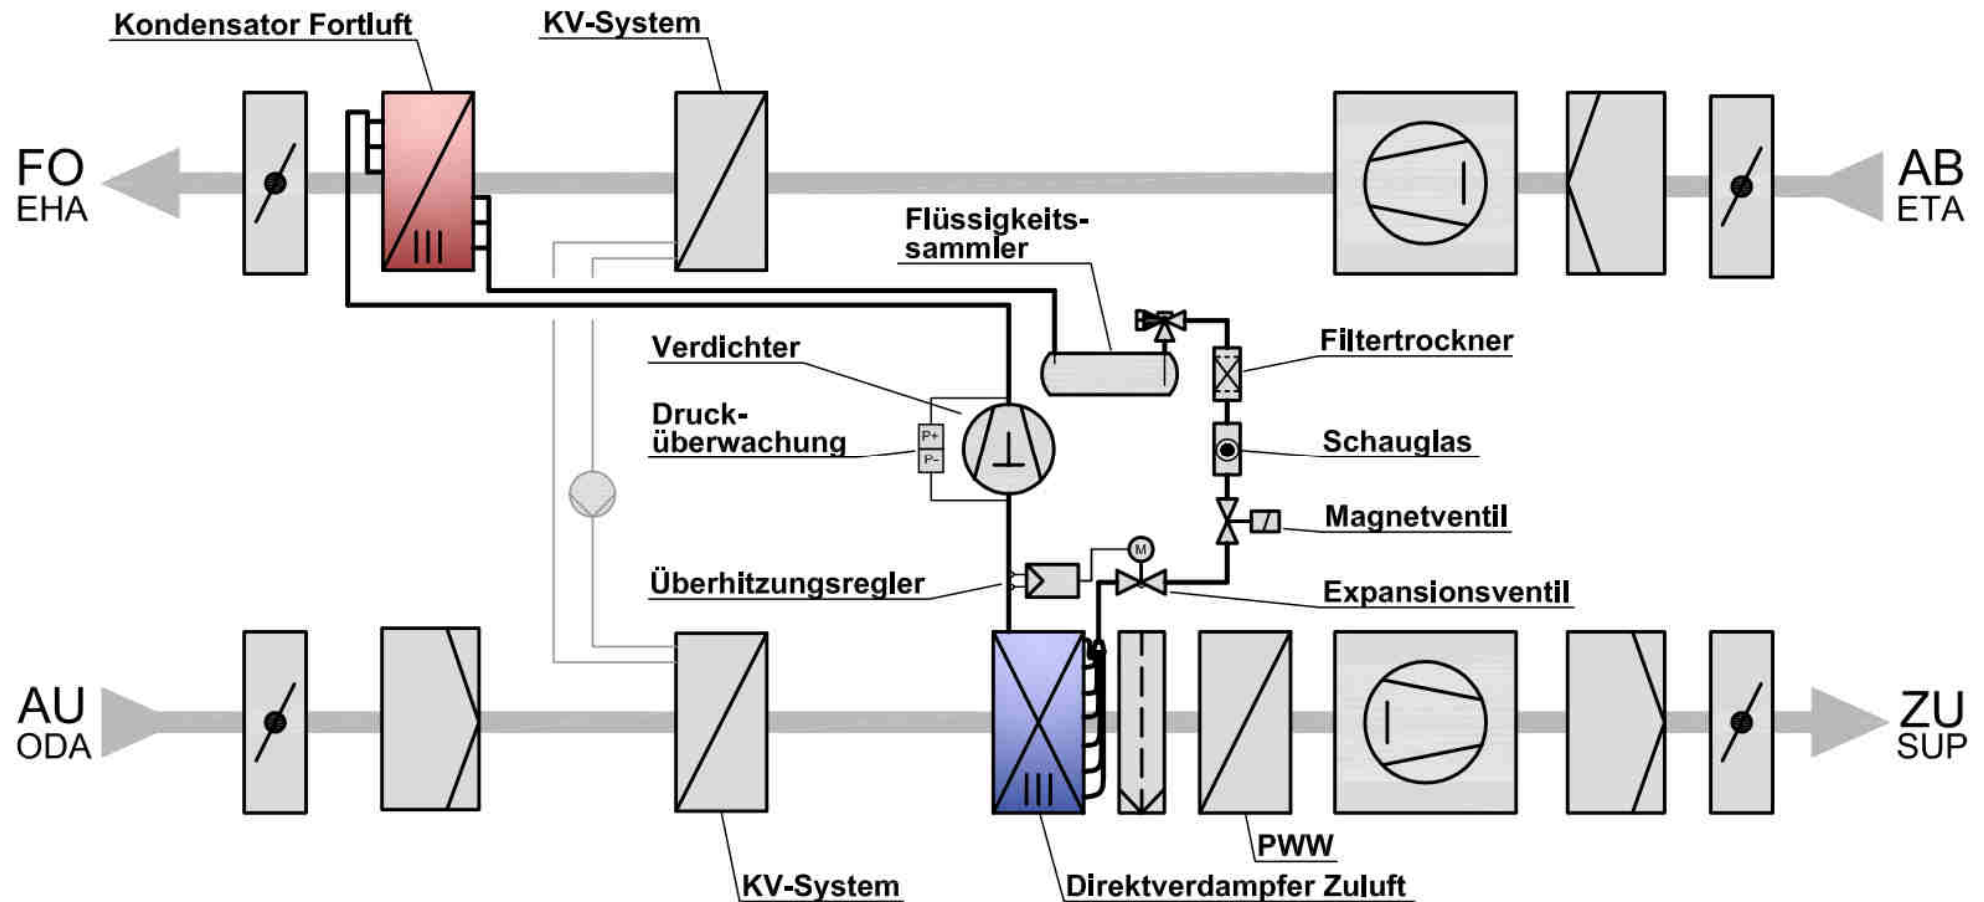 Kondensator Fortluft
KV-System
FO
EHA
AB
ETA
Flüssigkeits-
sammler
Verdichter
Filtertrockner
Druck-
überwachung
P+
P-
Schauglas
Magnetventil
M
Überhitzungsregler
Expansionsventil
AU
ODA
ZU
SUP
PWW
KV-System
Direktverdampfer Zuluft